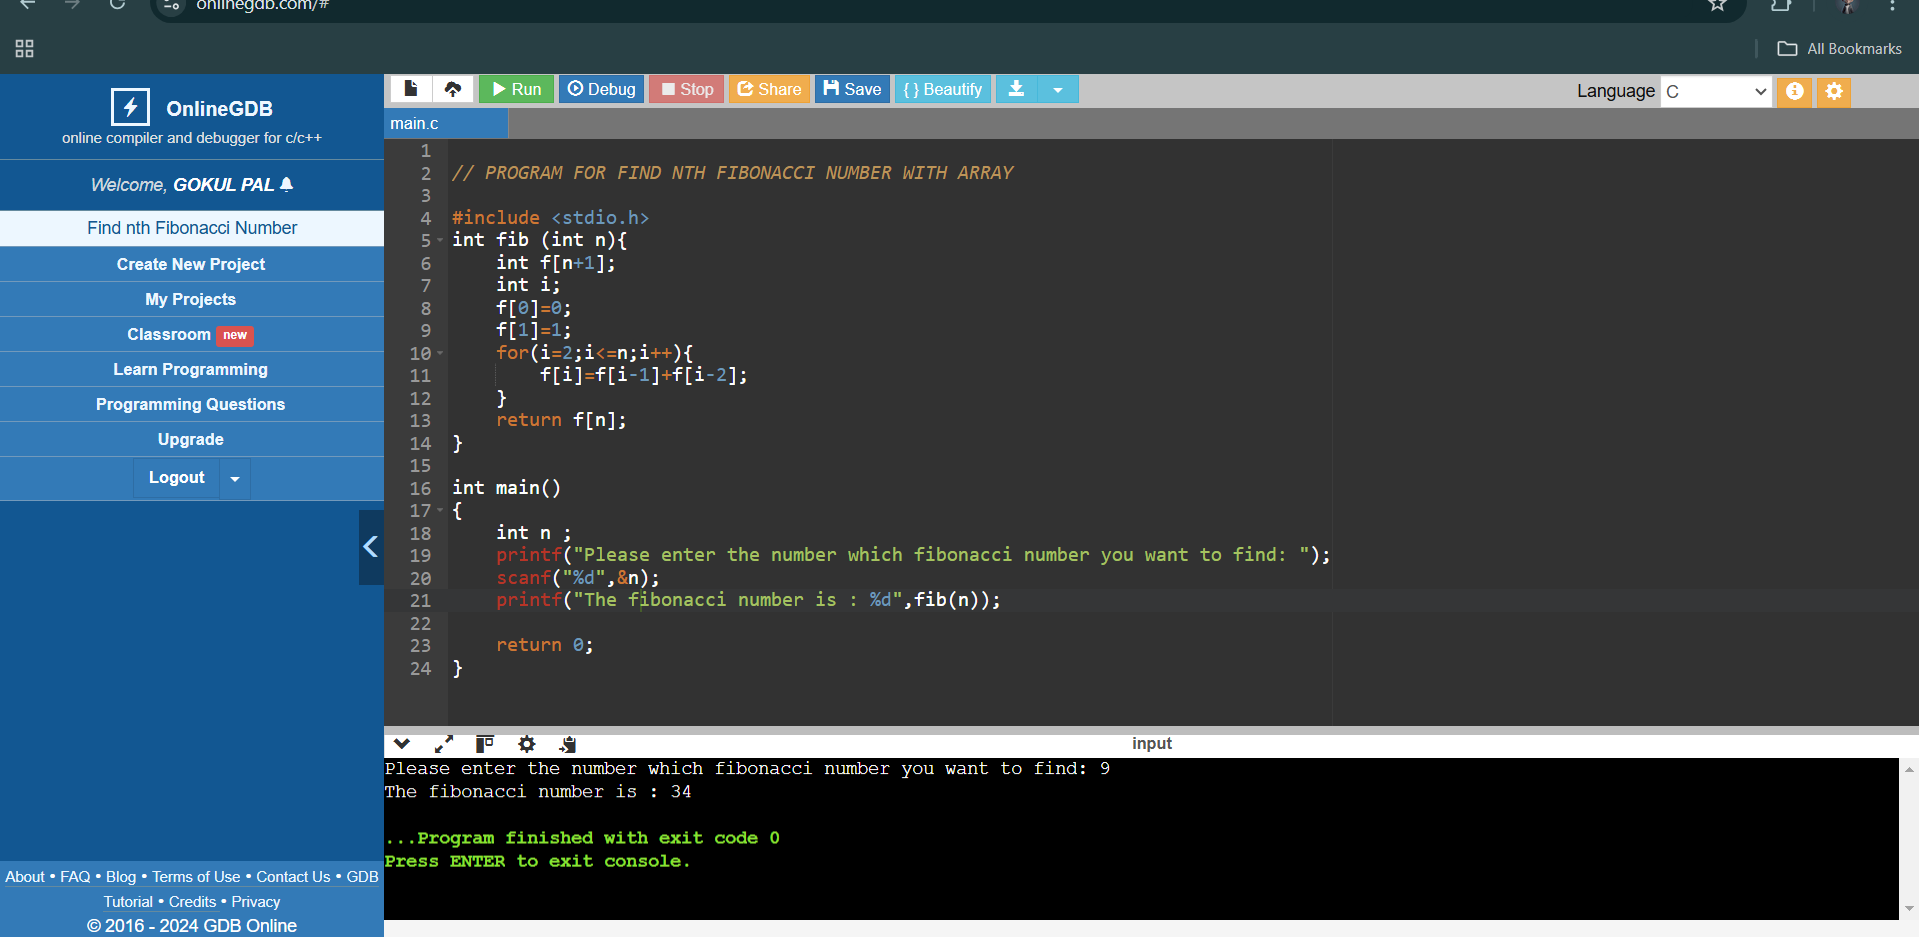 onlinegdb.com/#
All Bookmarks
OnlineGDB
online compiler and debugger for c/c++
Welcome, GOKUL PAL
Find nth Fibonacci Number
Create New Project
My Projects
Classroom new
Learn Programming
Programming Questions
Upgrade
Logout
About • FAQ • Blog • Terms of Use • Contact Us • GDB
Tutorial • Credits • Privacy
© 2016 - 2024 GDB Online
Run Debug Stop Share Save { } Beautify Language C
main.c
1
2 // PROGRAM FOR FIND NTH FIBONACCI NUMBER WITH ARRAY
3
4 #include <stdio.h>
5 int fib (int n){
6     int f[n+1];
7     int i;
8     f[0]=0;
9     f[1]=1;
10     for(i=2;i<=n;i++){
11         f[i]=f[i-1]+f[i-2];
12     }
13     return f[n];
14 }
15
16 int main()
17 {
18     int n ;
19     printf("Please enter the number which fibonacci number you want to find: ");
20     scanf("%d",&n);
21     printf("The fibonacci number is : %d",fib(n));
22
23     return 0;
24 }
input
Please enter the number which fibonacci number you want to find: 9
The fibonacci number is : 34
...Program finished with exit code 0
Press ENTER to exit console.